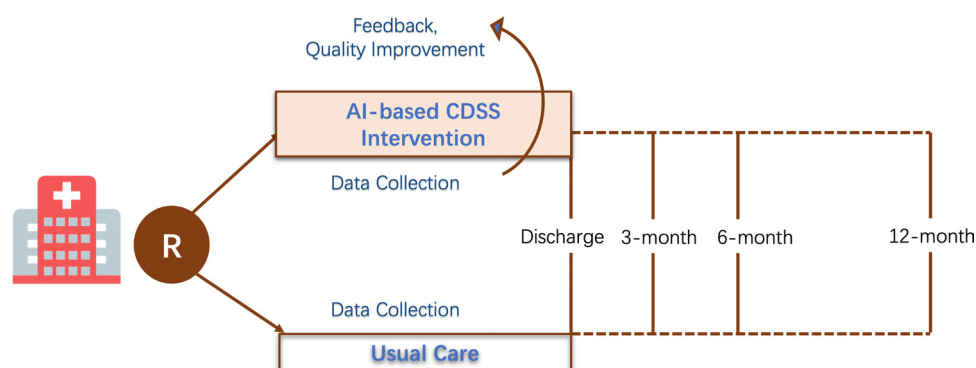 Feedback,
Quality Improvement
AI-based CDSS
Intervention
Data Collection
R
Discharge 3-month 6-month 12-month
Data Collection
Usual Care